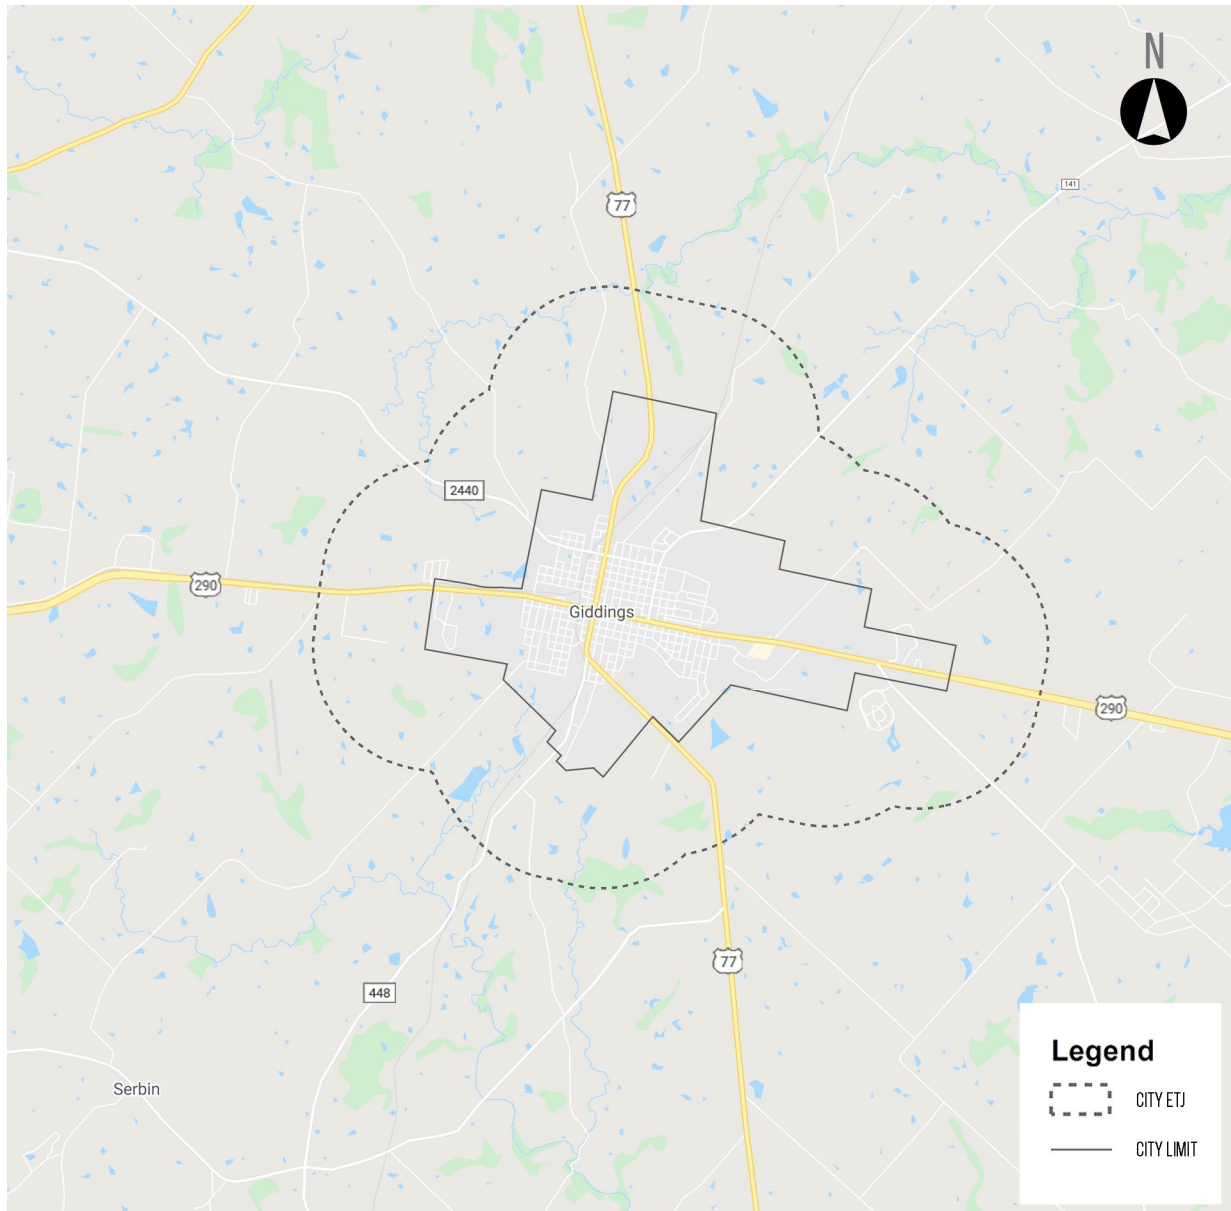 N
141
77
2440
290
Giddings
290
77
448
Serbin
Legend
CITY ETJ
CITY LIMIT